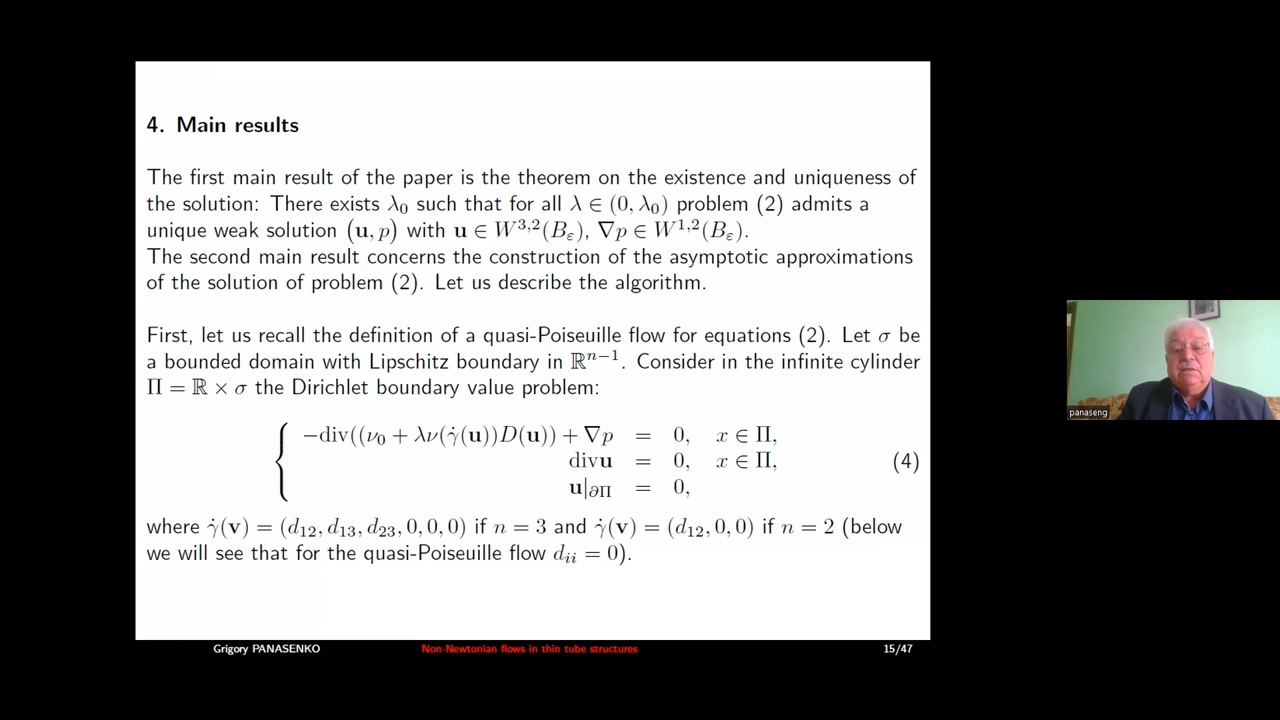 4. Main results
The first main result of the paper is the theorem on the existence and uniqueness of
the solution: There exists λ₀ such that for all λ ∈ (0, λ₀) problem (2) admits a
unique weak solution (u, p) with u ∈ W³,²(Bε), ∇p ∈ W¹,²(Bε).
The second main result concerns the construction of the asymptotic approximations
of the solution of problem (2). Let us describe the algorithm.
First, let us recall the definition of a quasi-Poiseuille flow for equations (2). Let σ be
a bounded domain with Lipschitz boundary in ℝⁿ⁻¹. Consider in the infinite cylinder
Π = ℝ × σ the Dirichlet boundary value problem:
−div((ν₀ + λν(γ̇(u))D(u)) + ∇p = 0, x ∈ Π,
divu = 0, x ∈ Π, (4)
u|∂Π = 0,
where γ̇(v) = (d₁₂, d₁₃, d₂₃, 0, 0, 0) if n = 3 and γ̇(v) = (d₁₂, 0, 0) if n = 2 (below
we will see that for the quasi-Poiseuille flow dᵢᵢ = 0).
Grigory PANASENKO Non-Newtonian flows in thin tube structures 15/47
panaseng